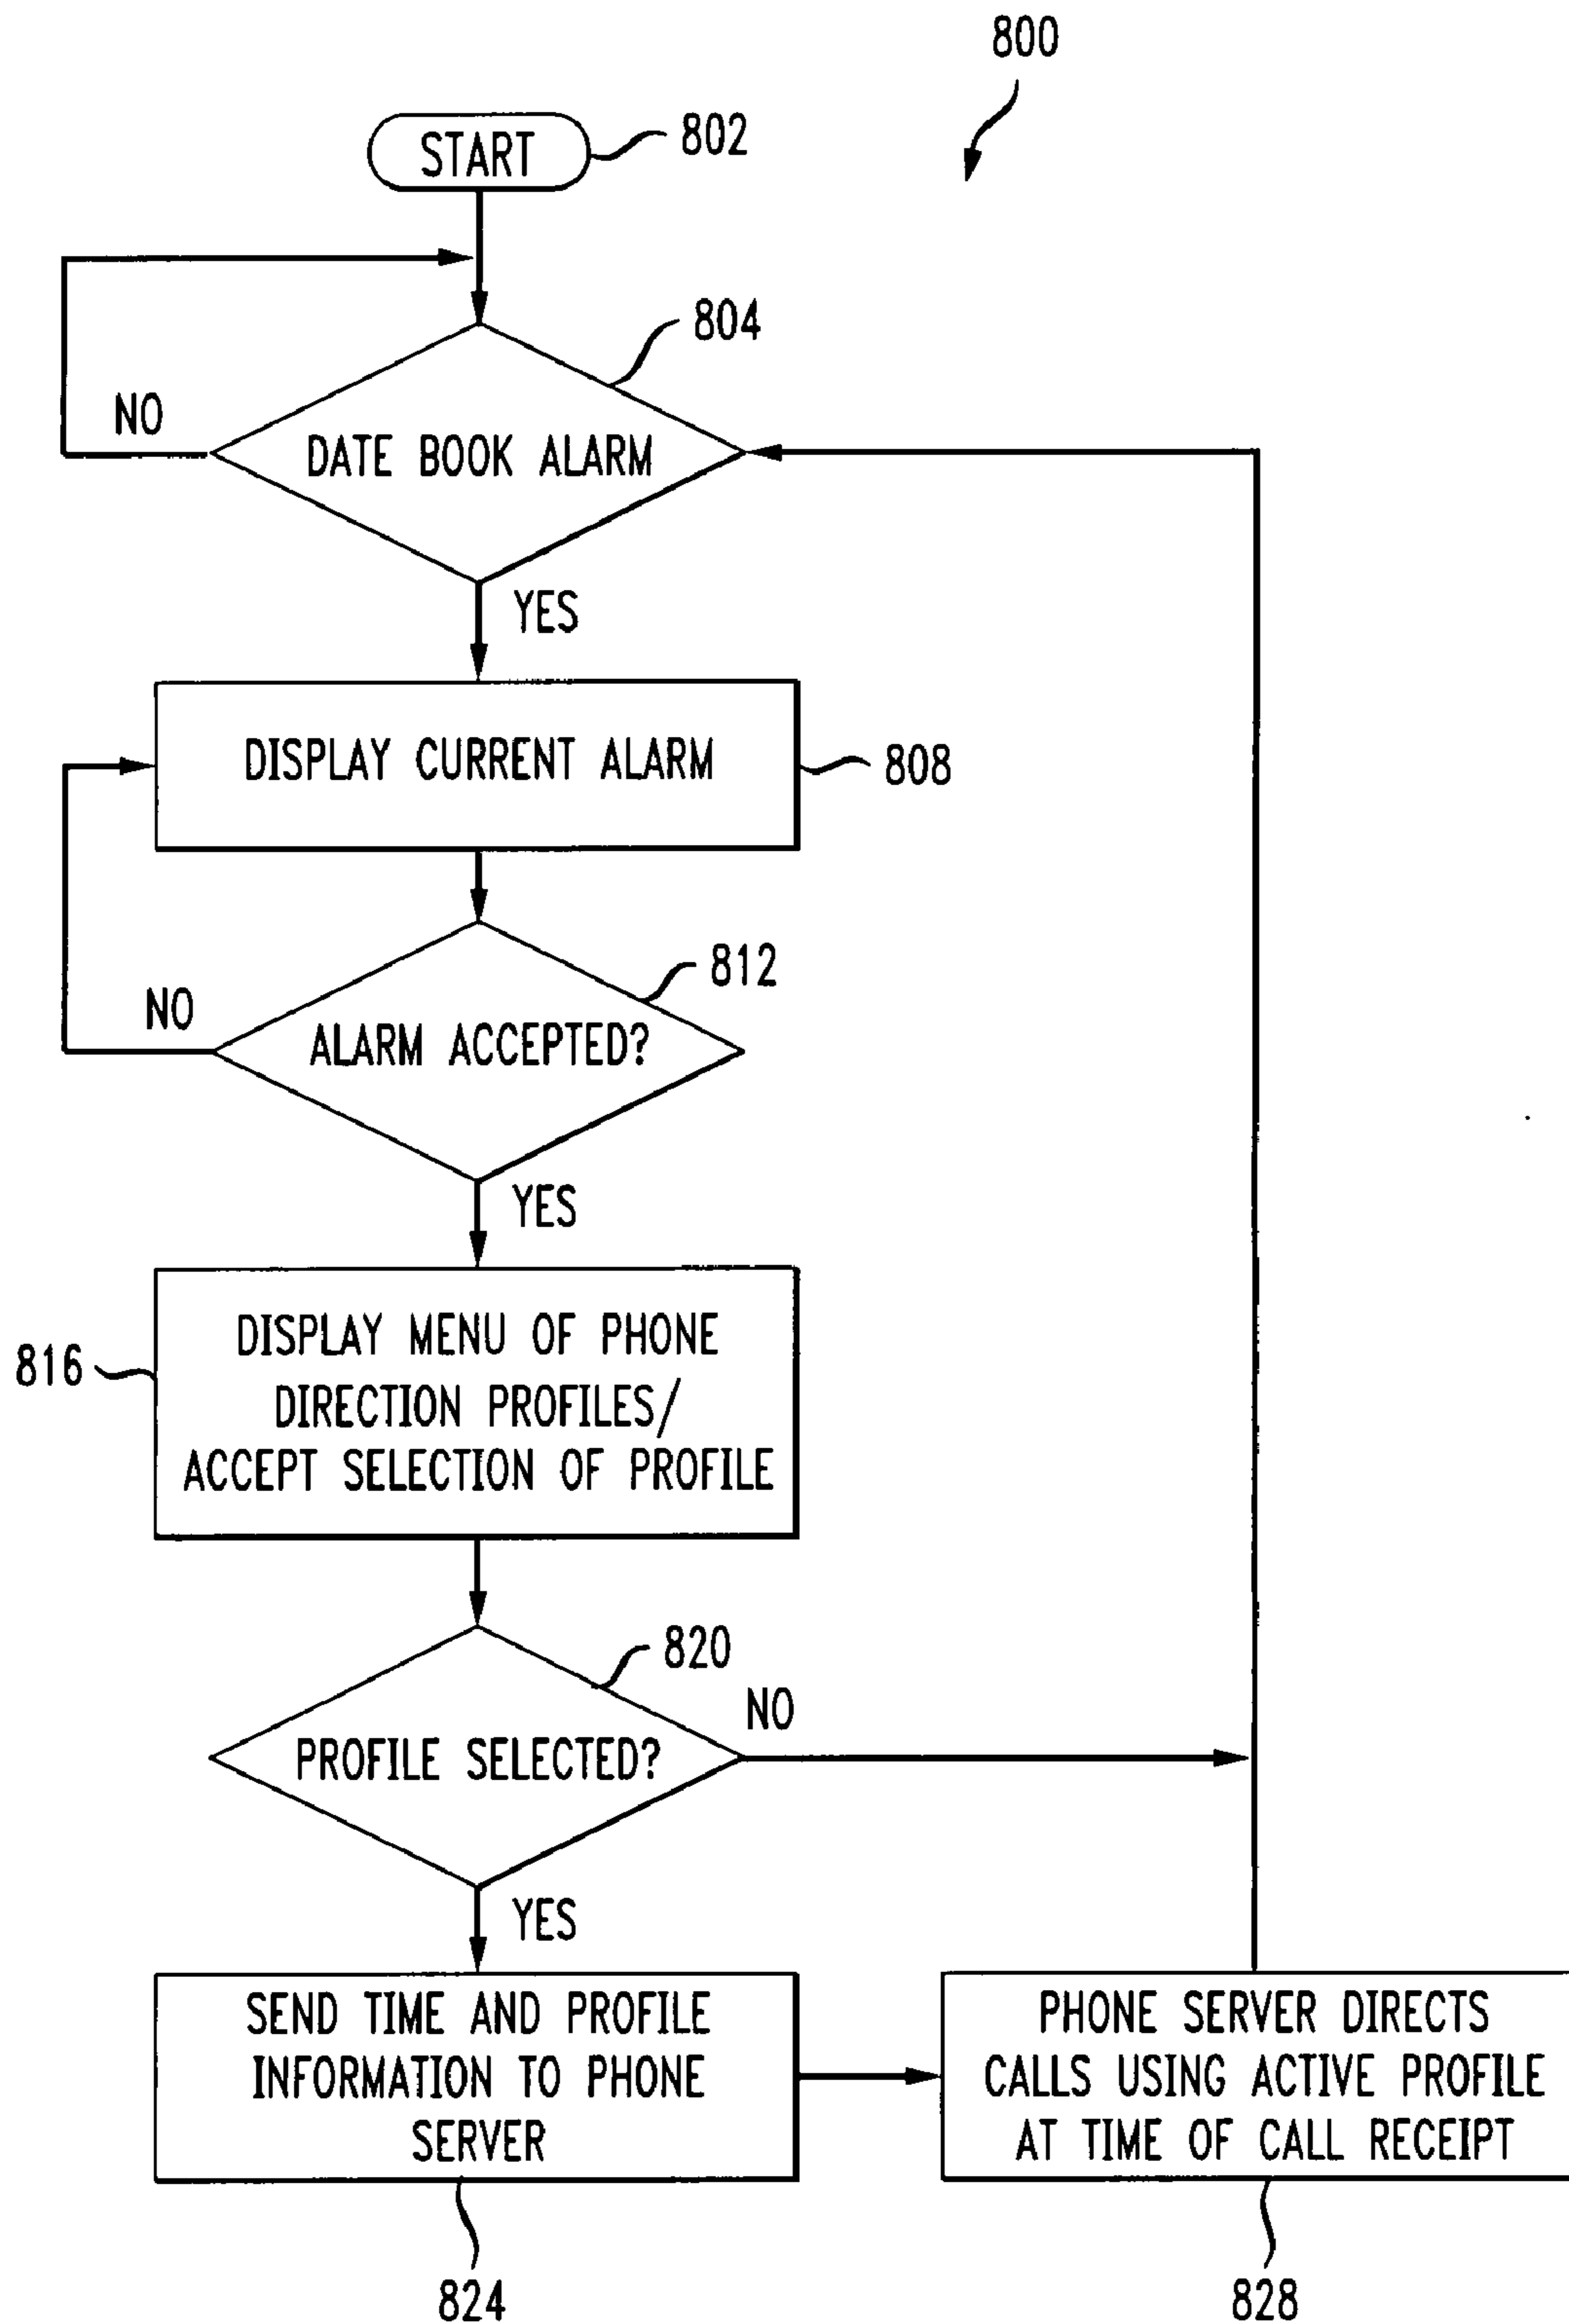 800
START
802
804
NO
DATE BOOK ALARM
YES
DISPLAY CURRENT ALARM
808
812
NO
ALARM ACCEPTED?
YES
816
DISPLAY MENU OF PHONE
DIRECTION PROFILES/
ACCEPT SELECTION OF PROFILE
820
NO
PROFILE SELECTED?
YES
SEND TIME AND PROFILE
INFORMATION TO PHONE
SERVER
PHONE SERVER DIRECTS
CALLS USING ACTIVE PROFILE
AT TIME OF CALL RECEIPT
824
828